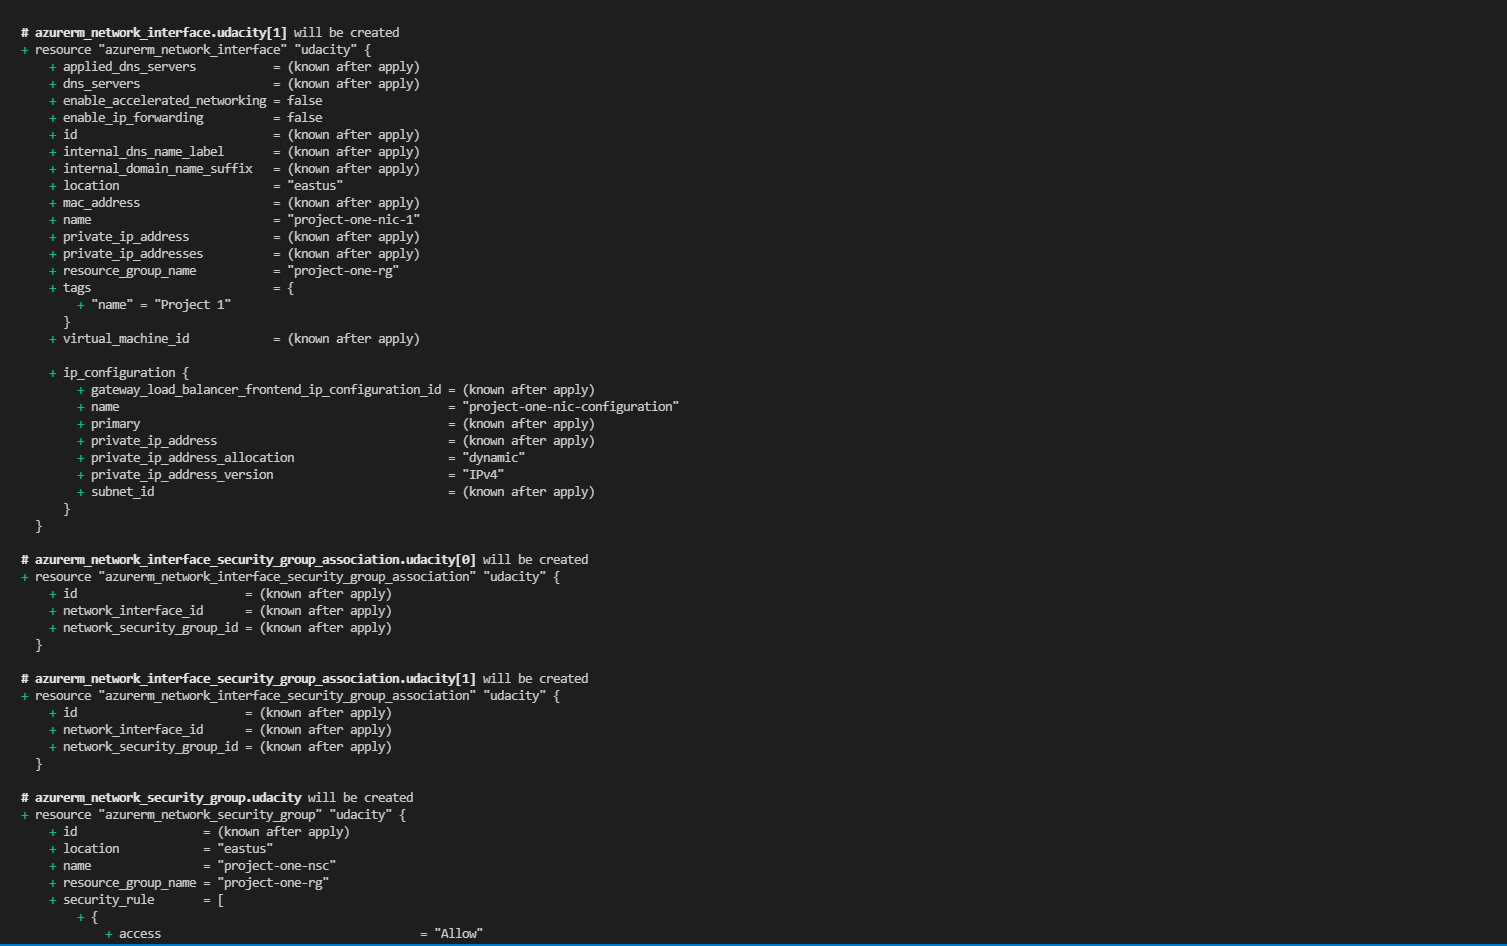 # azurerm_network_interface.udacity[1] will be created
+ resource "azurerm_network_interface" "udacity" {
    + applied_dns_servers           = (known after apply)
    + dns_servers                   = (known after apply)
    + enable_accelerated_networking = false
    + enable_ip_forwarding          = false
    + id                            = (known after apply)
    + internal_dns_name_label       = (known after apply)
    + internal_domain_name_suffix   = (known after apply)
    + location                      = "eastus"
    + mac_address                   = (known after apply)
    + name                          = "project-one-nic-1"
    + private_ip_address            = (known after apply)
    + private_ip_addresses          = (known after apply)
    + resource_group_name           = "project-one-rg"
    + tags                          = {
        + "name" = "Project 1"
      }
    + virtual_machine_id            = (known after apply)

    + ip_configuration {
        + gateway_load_balancer_frontend_ip_configuration_id = (known after apply)
        + name                                               = "project-one-nic-configuration"
        + primary                                            = (known after apply)
        + private_ip_address                                 = (known after apply)
        + private_ip_address_allocation                      = "dynamic"
        + private_ip_address_version                         = "IPv4"
        + subnet_id                                          = (known after apply)
      }
  }

# azurerm_network_interface_security_group_association.udacity[0] will be created
+ resource "azurerm_network_interface_security_group_association" "udacity" {
    + id                        = (known after apply)
    + network_interface_id      = (known after apply)
    + network_security_group_id = (known after apply)
  }

# azurerm_network_interface_security_group_association.udacity[1] will be created
+ resource "azurerm_network_interface_security_group_association" "udacity" {
    + id                        = (known after apply)
    + network_interface_id      = (known after apply)
    + network_security_group_id = (known after apply)
  }

# azurerm_network_security_group.udacity will be created
+ resource "azurerm_network_security_group" "udacity" {
    + id                  = (known after apply)
    + location            = "eastus"
    + name                = "project-one-nsc"
    + resource_group_name = "project-one-rg"
    + security_rule       = [
        + {
            + access                                     = "Allow"